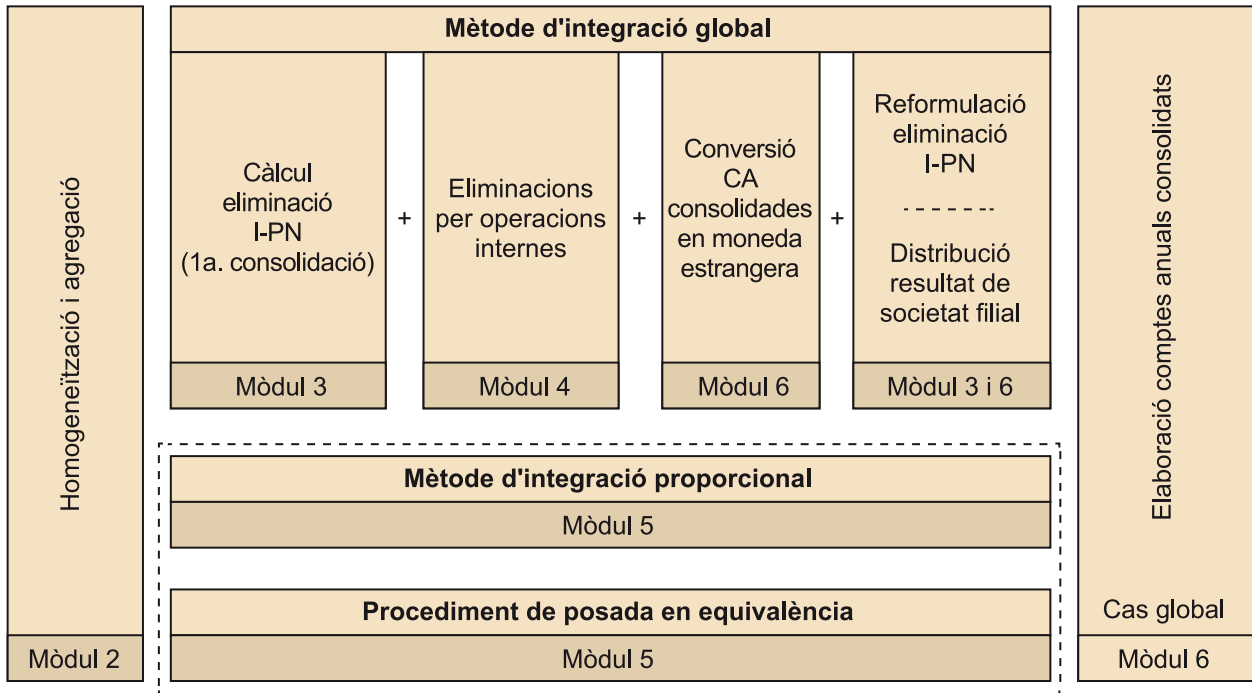 Homogeneïtzació i agregació
Mòdul 2
Mètode d'integració global
Càlcul
eliminació
I-PN
(1a. consolidació)
Mòdul 3
+
Eliminacions
per operacions
internes
Mòdul 4
+
Conversió
CA
consolidades
en moneda
estrangera
Mòdul 6
+
Reformulació
eliminació
I-PN
Distribució
resultat de
societat filial
Mòdul 3 i 6
Mètode d'integració proporcional
Mòdul 5
Procediment de posada en equivalència
Mòdul 5
Elaboració comptes anuals consolidats
Cas global
Mòdul 6